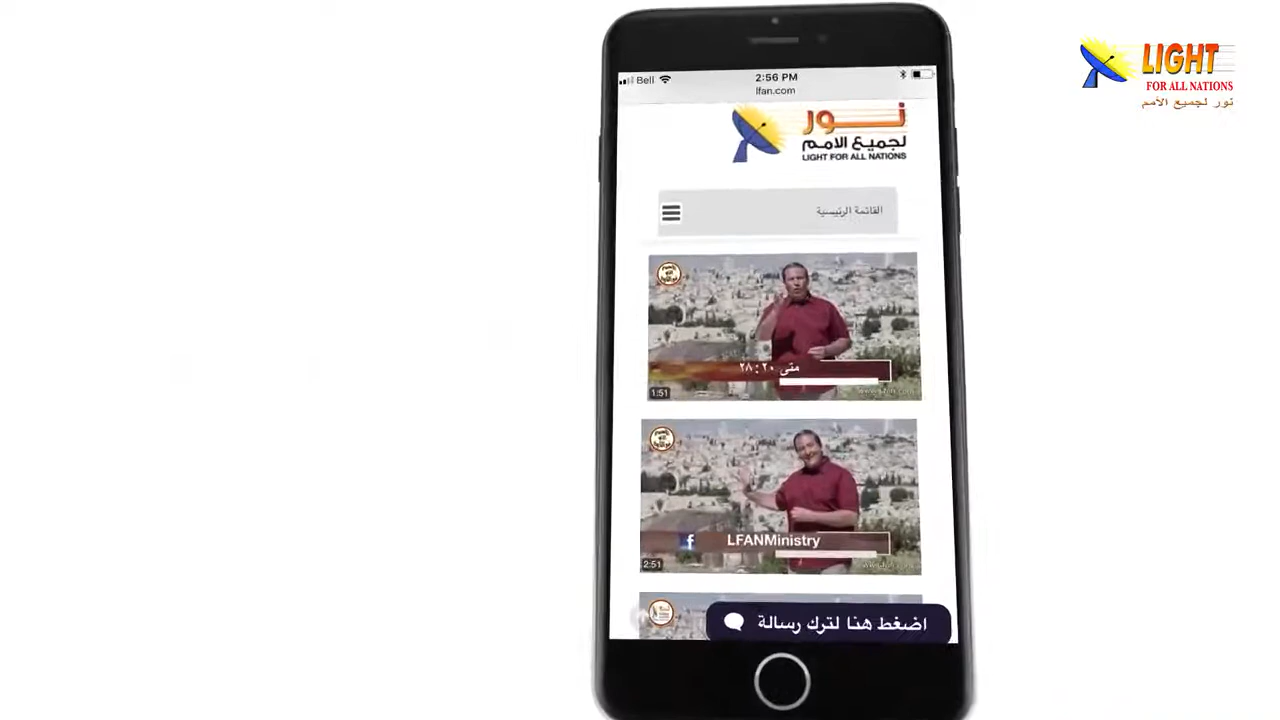 LIGHT
FOR ALL NATIONS
نور لجميع الأمم
Bell
2:56 PM
lfan.com
نور
لجميع الامم
LIGHT FOR ALL NATIONS
القائمة الرئيسية
متى ٢٨:٢٠
1:51
LFANMinistry
2:51
اضغط هنا لترك رسالة